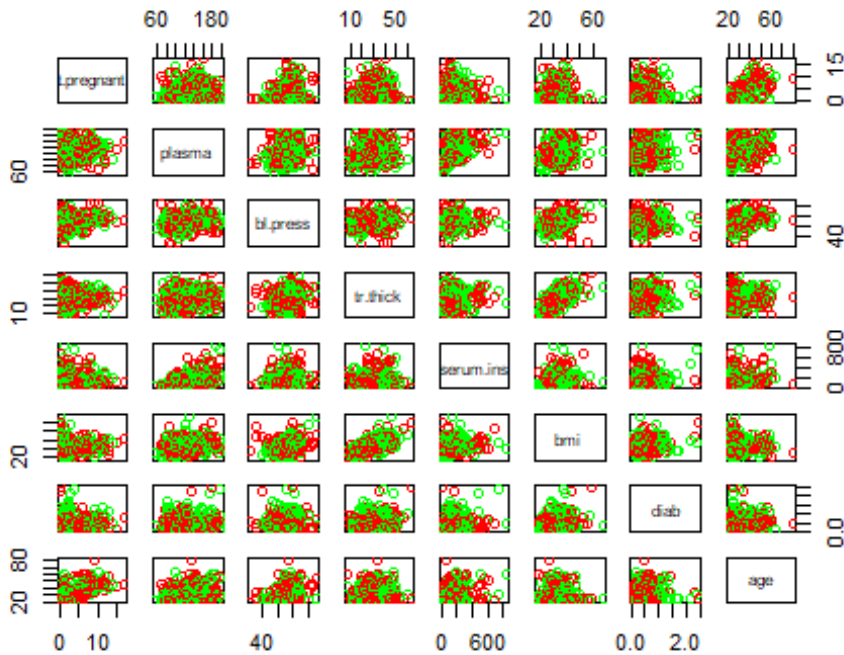 60 180 10 50 20 60 20 60
t.pregnant 0 15
60 plasma
bl.press 40
10 tr.thick
serum.ins 0 800
20 bmi
diab 0.0
20 80 age
0 10 40 0 600 0.0 2.0